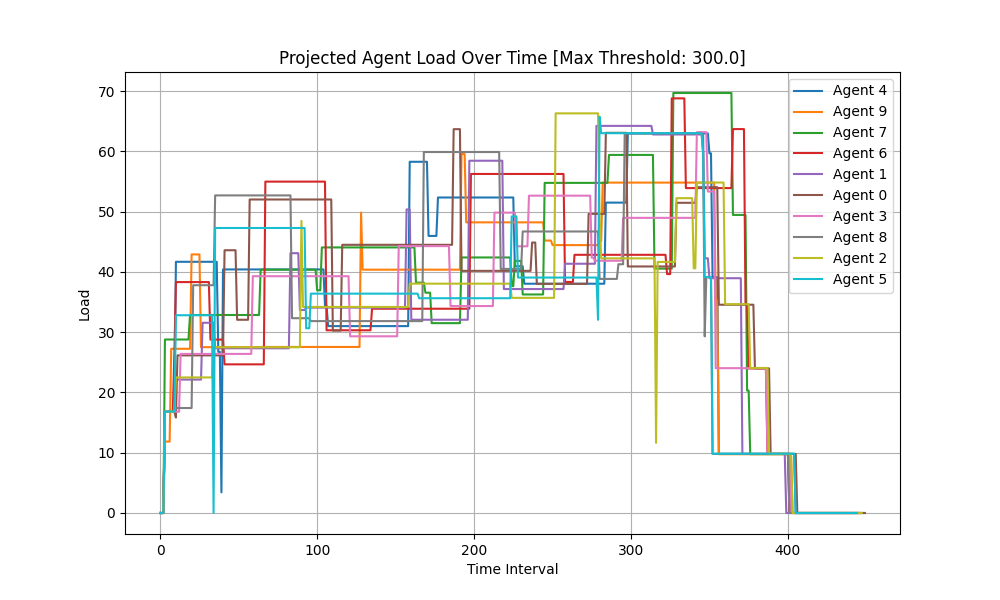 Projected Agent Load Over Time [Max Threshold: 300.0]
Load
70
60
50
40
30
20
10
0
Agent 4
Agent 9
Agent 7
Agent 6
Agent 1
Agent 0
Agent 3
Agent 8
Agent 2
Agent 5
0 100 200 300 400
Time Interval